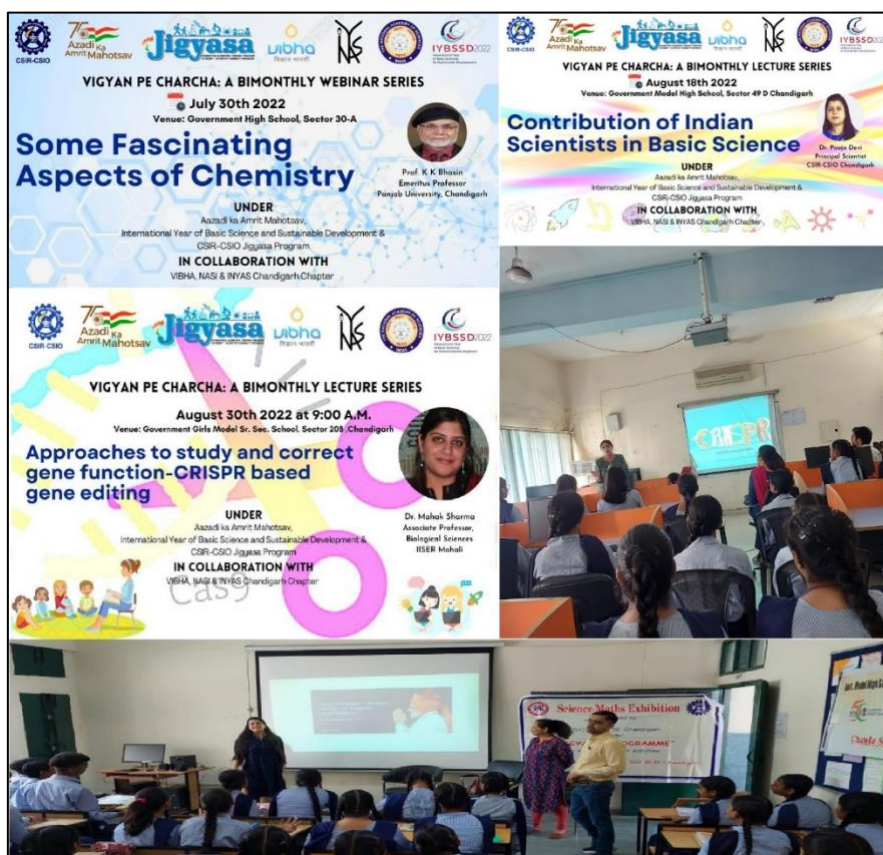 CSIR-CSIO
Azadi Ka
Amrit Mahotsav
Jigyasa
vibha
विज्ञान भारती
IYBSSD2022
VIGYAN PE CHARCHA: A BIMONTHLY WEBINAR SERIES
July 30th 2022
Venue: Government High School, Sector 30-A
Some Fascinating
Aspects of Chemistry
Prof. K K Bhasin
Emeritus Professor
Panjab University, Chandigarh
UNDER
Aazadi ka Amrit Mahotsav,
International Year of Basic Science and Sustainable Development &
CSIR-CSIO Jigyasa Program
IN COLLABORATION WITH
VIBHA, NASI & INYAS Chandigarh Chapter
CSIR-CSIO
Azadi Ka
Amrit Mahotsav
Jigyasa
vibha
विज्ञान भारती
IYBSSD2022
VIGYAN PE CHARCHA: A BIMONTHLY LECTURE SERIES
August 18th 2022
Venue: Government Model High School, Sector 49 D Chandigarh
Contribution of Indian
Scientists in Basic Science
Dr. Pooja Devi
Principal Scientist
CSIR-CSIO Chandigarh
UNDER
Aazadi ka Amrit Mahotsav,
International Year of Basic Science and Sustainable Development &
CSIR-CSIO Jigyasa Program
IN COLLABORATION WITH
VIBHA, NASI & INYAS Chandigarh Chapter
CSIR-CSIO
Azadi Ka
Amrit Mahotsav
Jigyasa
vibha
विज्ञान भारती
IYBSSD2022
VIGYAN PE CHARCHA: A BIMONTHLY LECTURE SERIES
August 30th 2022 at 9:00 A.M.
Venue: Government Girls Model Sr. Sec. School, Sector 20B ,Chandigarh
Approaches to study and correct
gene function-CRISPR based
gene editing
Dr. Mahak Sharma
Associate Professor,
Biological Sciences
IISER Mohali
UNDER
Aazadi ka Amrit Mahotsav,
International Year of Basic Science and Sustainable Development &
CSIR-CSIO Jigyasa Program
IN COLLABORATION WITH
VIBHA, NASI & INYAS Chandigarh Chapter
Cas9
CRISPR
Science Maths Exhibition
Chandigarh
PROGRAMME"